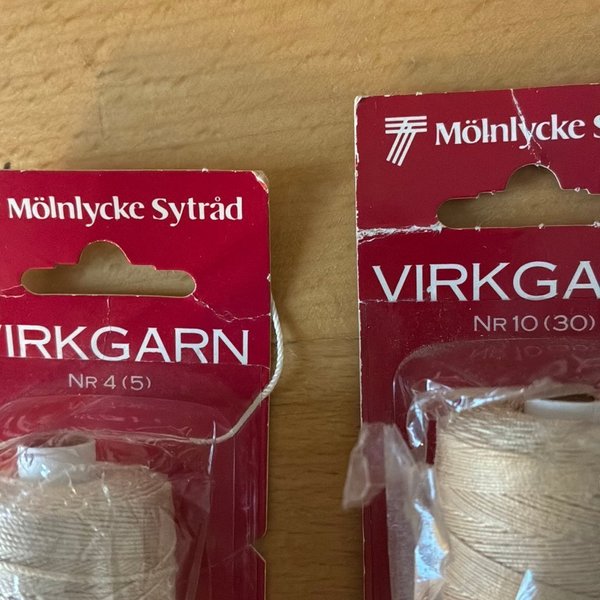 Mölnlycke Sytråd
VIRKGARN
NR 4 (5)
Mölnlycke S
VIRKGA
NR 10 (30)